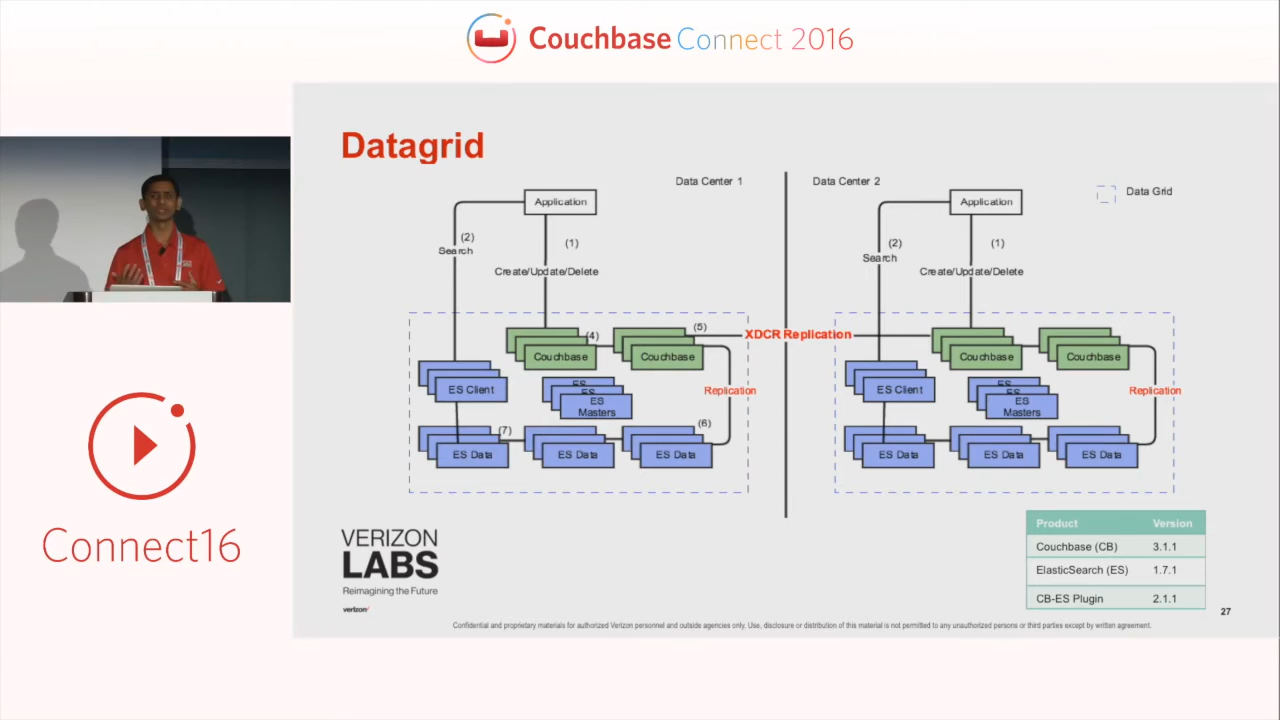 Couchbase Connect 2016
Datagrid
Data Center 1
Data Center 2
Data Grid
Application
Application
(2)
Search
(1)
Create/Update/Delete
(2)
Search
(1)
Create/Update/Delete
(4)
(5)
XDCR Replication
Couchbase
Couchbase
Couchbase
Couchbase
ES Client
ES
ES
ES
Masters
Replication
ES Client
ES
ES
ES
Masters
Replication
(7)
(6)
ES Data
ES Data
ES Data
ES Data
ES Data
ES Data
Connect16
VERIZON
LABS
Reimagining the Future
verizon
Product Version
Couchbase (CB) 3.1.1
ElasticSearch (ES) 1.7.1
CB-ES Plugin 2.1.1
27
Confidential and proprietary materials for authorized Verizon personnel and outside agencies only. Use, disclosure or distribution of this material is not permitted to any unauthorized persons or third parties except by written agreement.